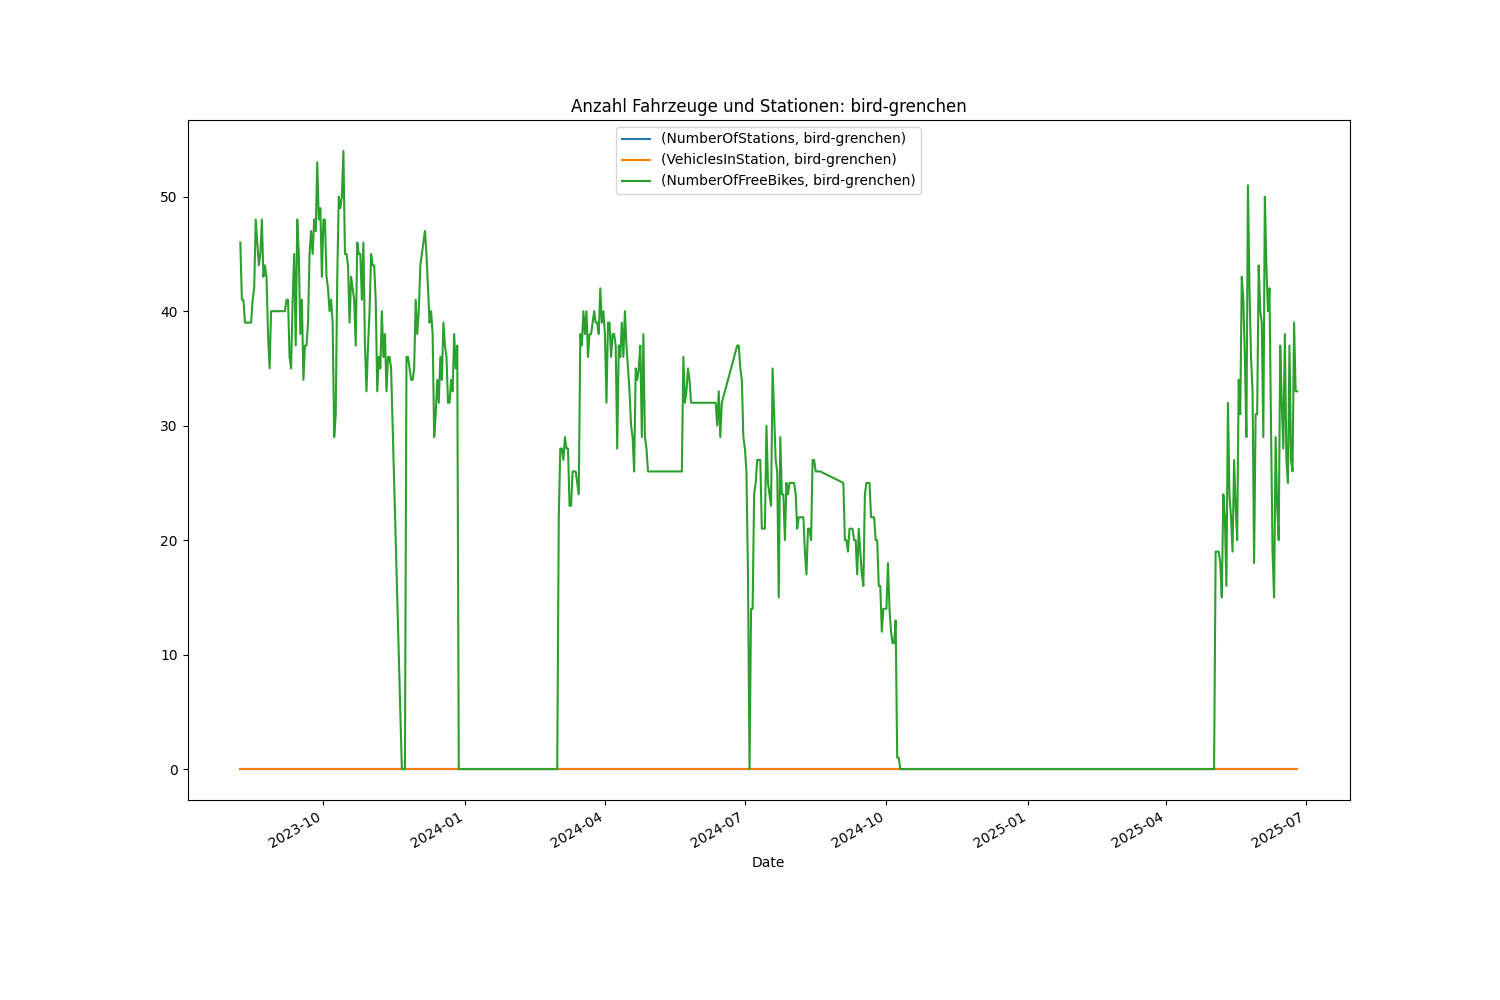 Anzahl Fahrzeuge und Stationen: bird-grenchen
(NumberOfStations, bird-grenchen)
(VehiclesInStation, bird-grenchen)
(NumberOfFreeBikes, bird-grenchen)
50
40
30
20
10
0
2023-10
2024-01
2024-04
2024-07
2024-10
2025-01
2025-04
2025-07
Date